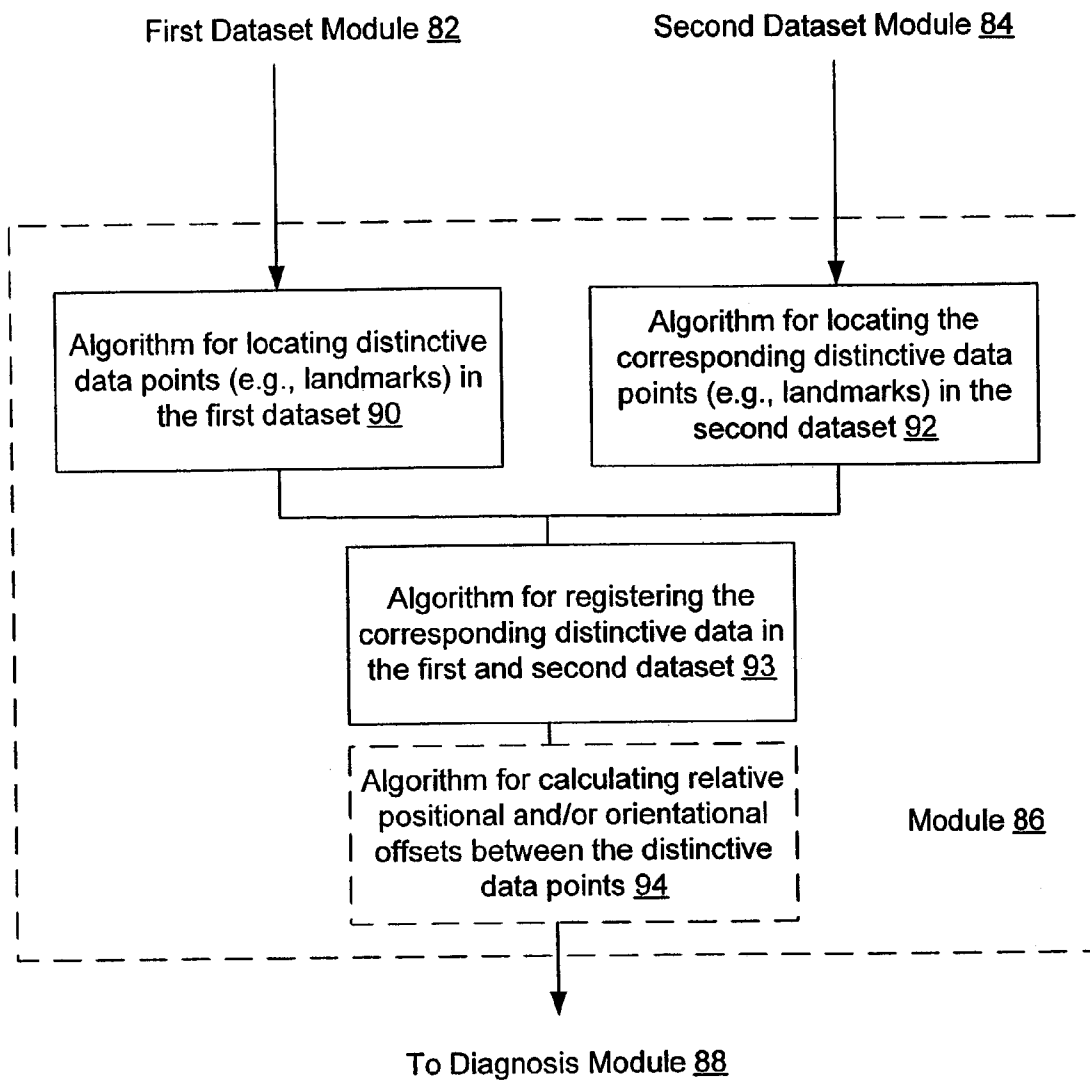 First Dataset Module 82
Second Dataset Module 84
Algorithm for locating distinctive
data points (e.g., landmarks) in
the first dataset 90
Algorithm for locating the
corresponding distinctive data
points (e.g., landmarks) in the
second dataset 92
Algorithm for registering the
corresponding distinctive data in
the first and second dataset 93
Algorithm for calculating relative
positional and/or orientational
offsets between the distinctive
data points 94
Module 86
To Diagnosis Module 88